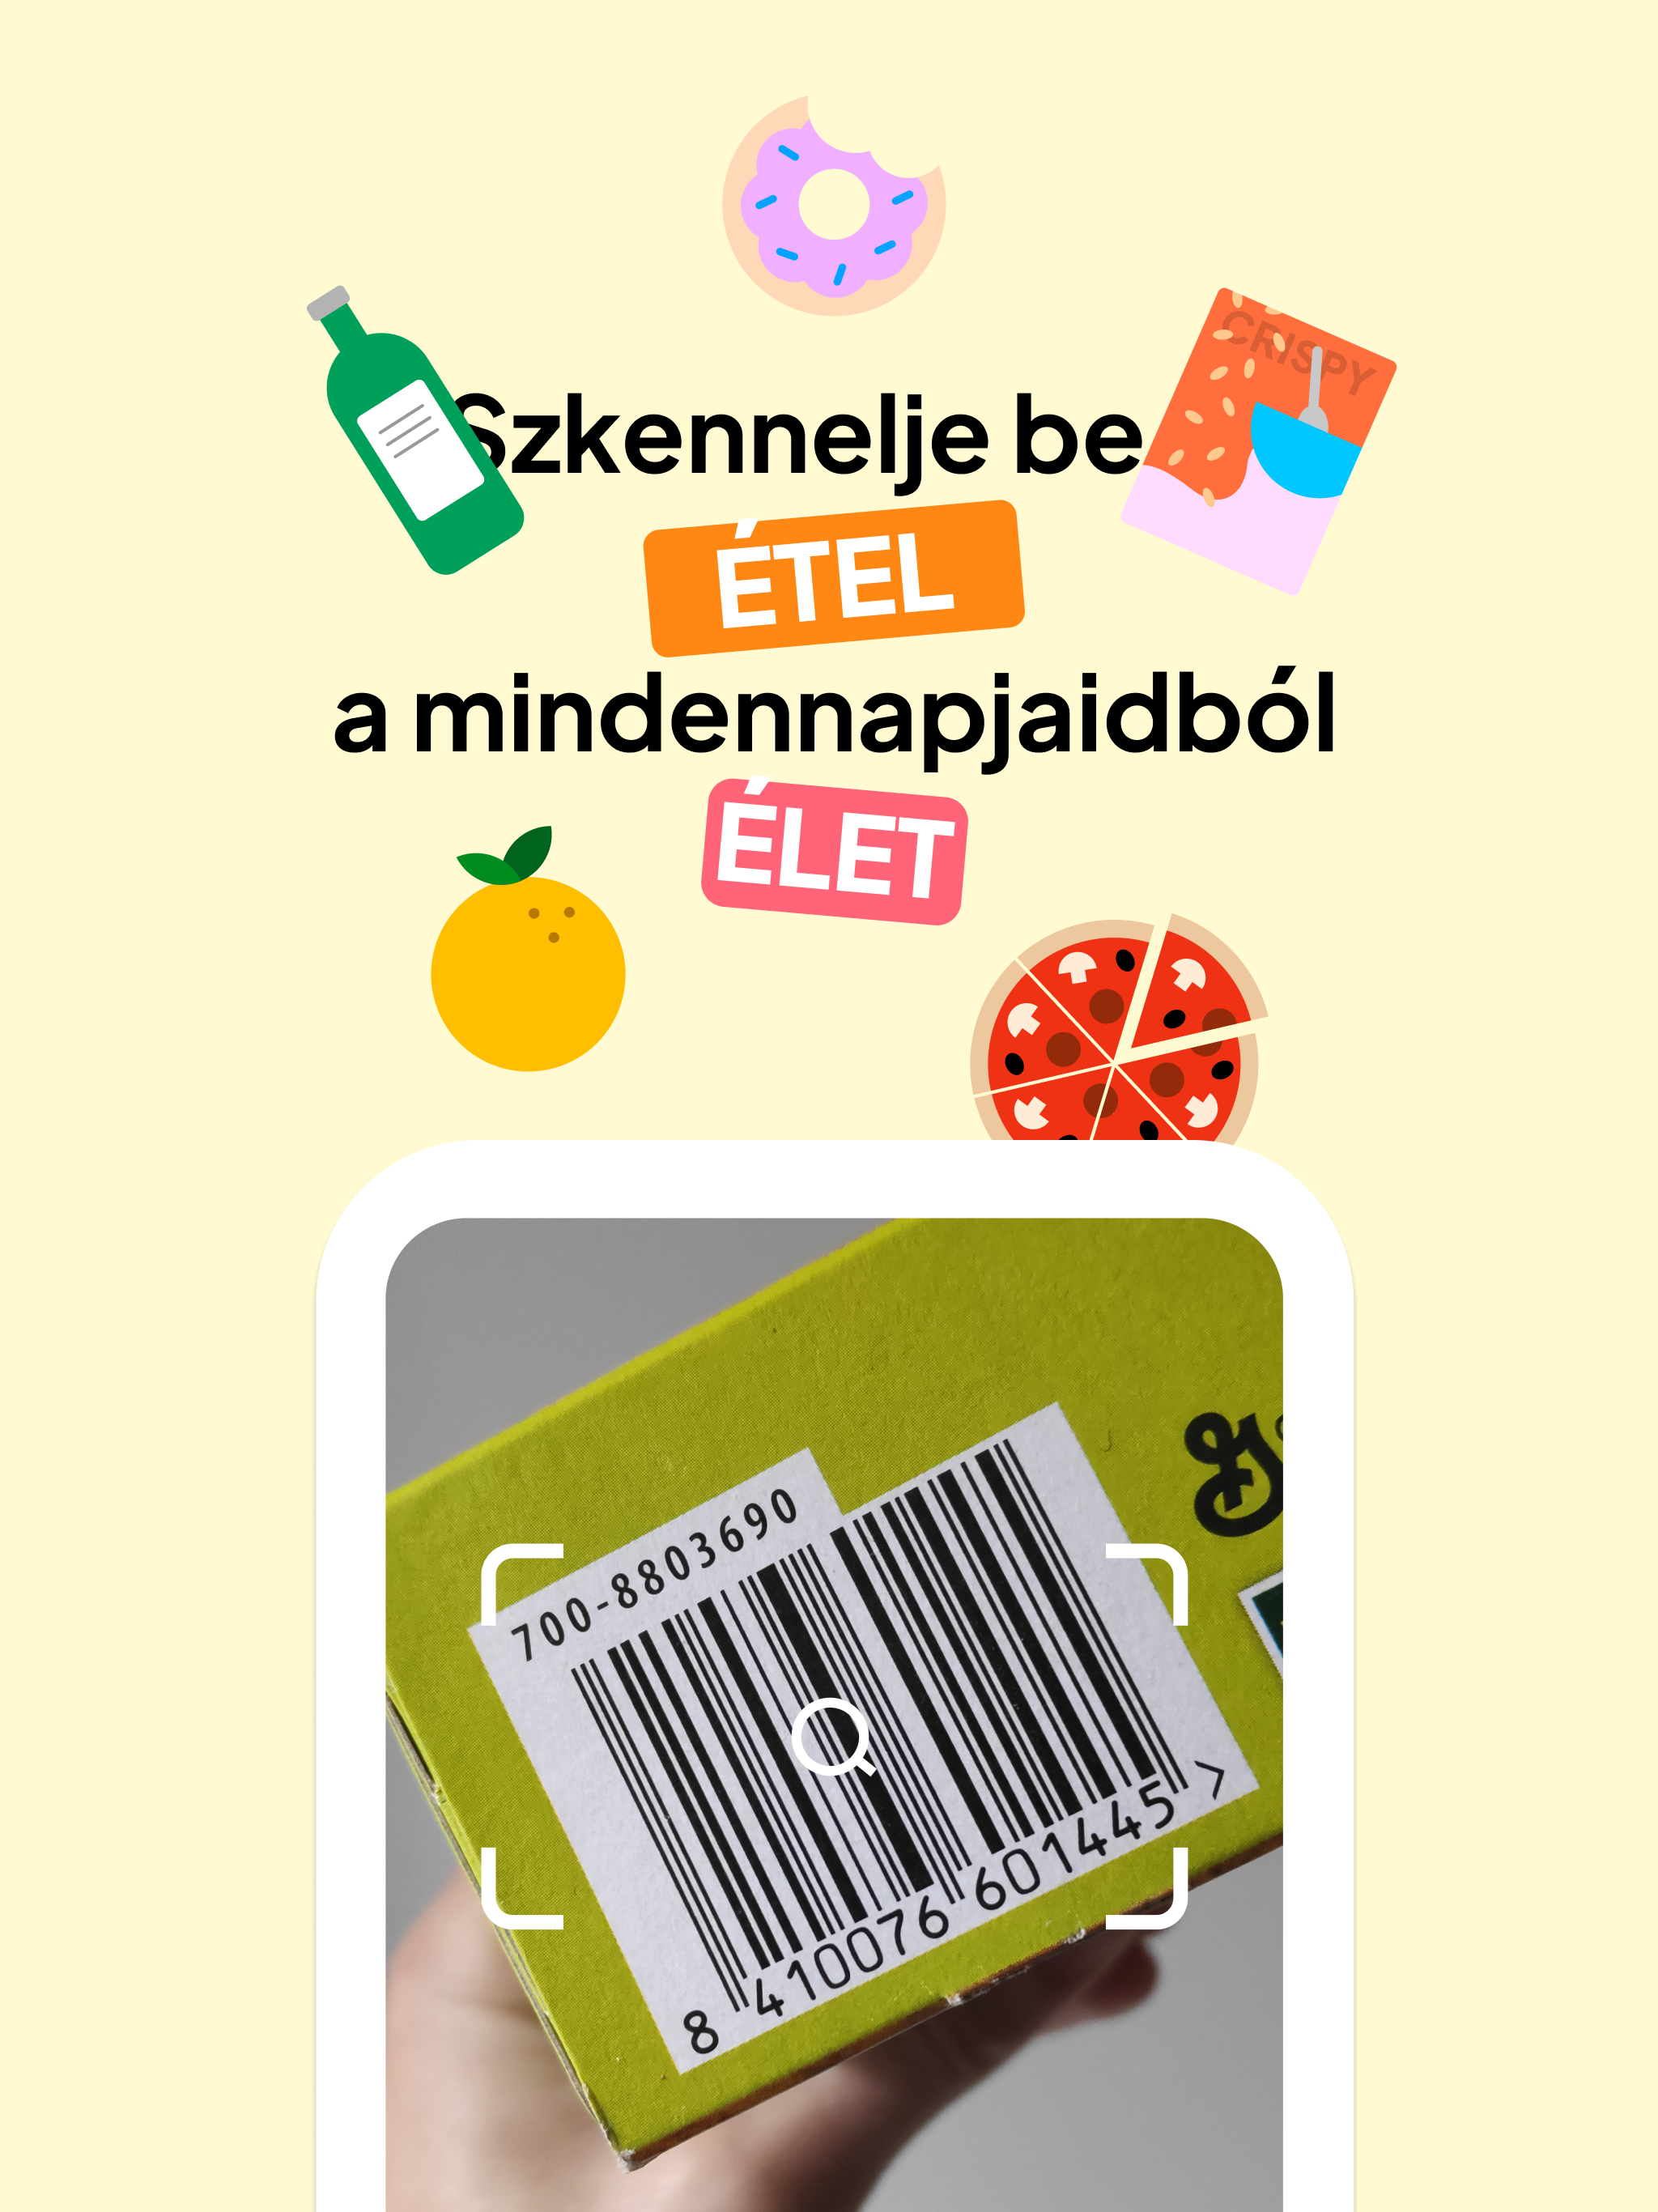 CRISPY
Szkennelje be
ÉTEL
a mindennapjaidból
ÉLET
700-8803690
8 410076 601445 >